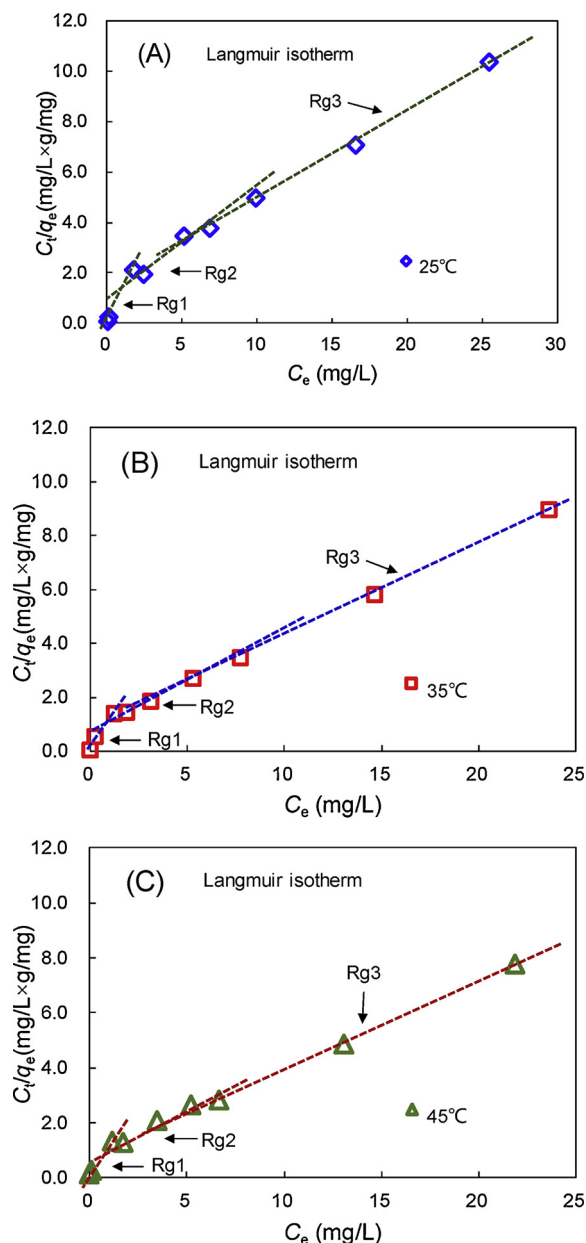 (A)
Langmuir isotherm
12.0
10.0
8.0
6.0
4.0
2.0
0.0
Cₜ/qₑ(mg/L×g/mg)
Rg3
Rg2
Rg1
25℃
0 5 10 15 20 25 30
Cₑ (mg/L)
(B)
Langmuir isotherm
12.0
10.0
8.0
6.0
4.0
2.0
0.0
Cₜ/qₑ(mg/L×g/mg)
Rg3
Rg2
Rg1
35℃
0 5 10 15 20 25
Cₑ (mg/L)
(C)
Langmuir isotherm
12.0
10.0
8.0
6.0
4.0
2.0
0.0
Cₜ/qₑ(mg/L×g/mg)
Rg3
Rg2
Rg1
45℃
0 5 10 15 20 25
Cₑ (mg/L)